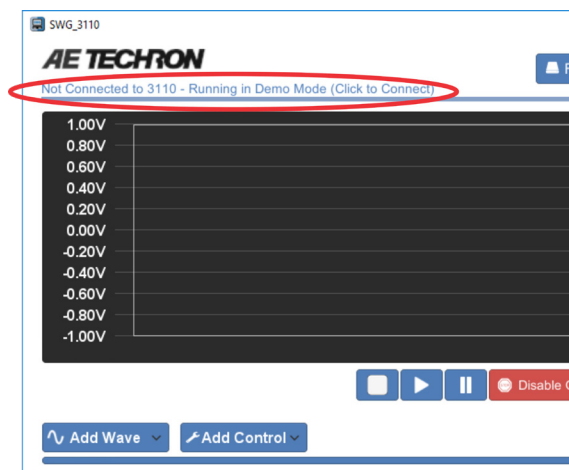 SWG_3110
AE TECHRON
Not Connected to 3110 - Running in Demo Mode (Click to Connect)
1.00V
0.80V
0.60V
0.40V
0.20V
0.00V
-0.20V
-0.40V
-0.60V
-0.80V
-1.00V
Disable
Add Wave
Add Control